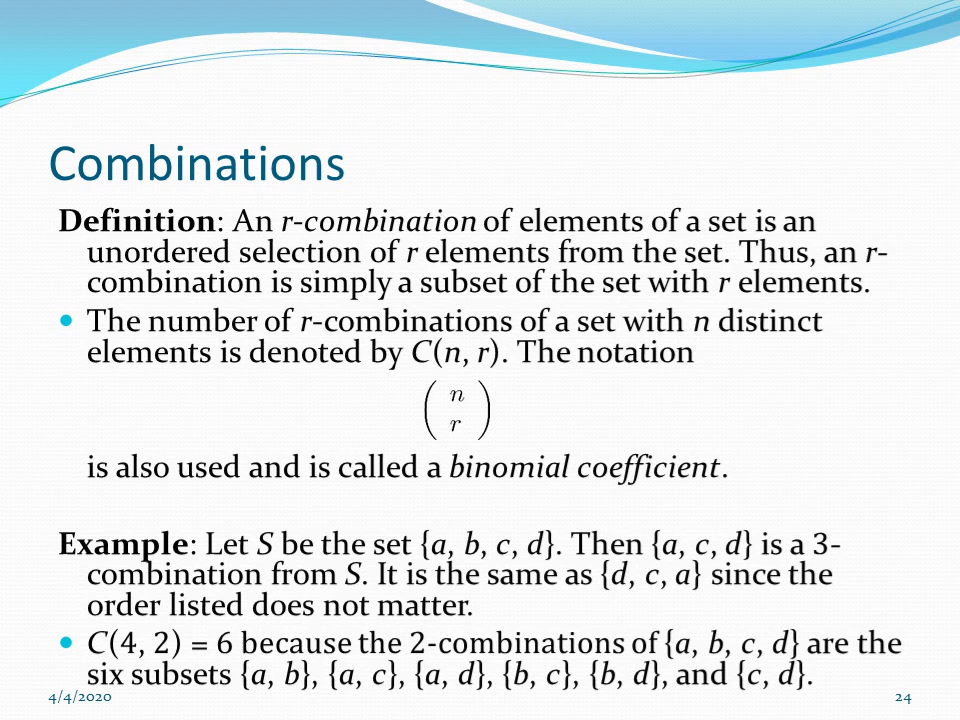 Combinations
Definition: An r-combination of elements of a set is an
unordered selection of r elements from the set. Thus, an r-
combination is simply a subset of the set with r elements.
• The number of r-combinations of a set with n distinct
elements is denoted by C(n, r). The notation
( n
r )
is also used and is called a binomial coefficient.
Example: Let S be the set {a, b, c, d}. Then {a, c, d} is a 3-
combination from S. It is the same as {d, c, a} since the
order listed does not matter.
• C(4, 2) = 6 because the 2-combinations of {a, b, c, d} are the
six subsets {a, b}, {a, c}, {a, d}, {b, c}, {b, d}, and {c, d}.
4/4/2020 24